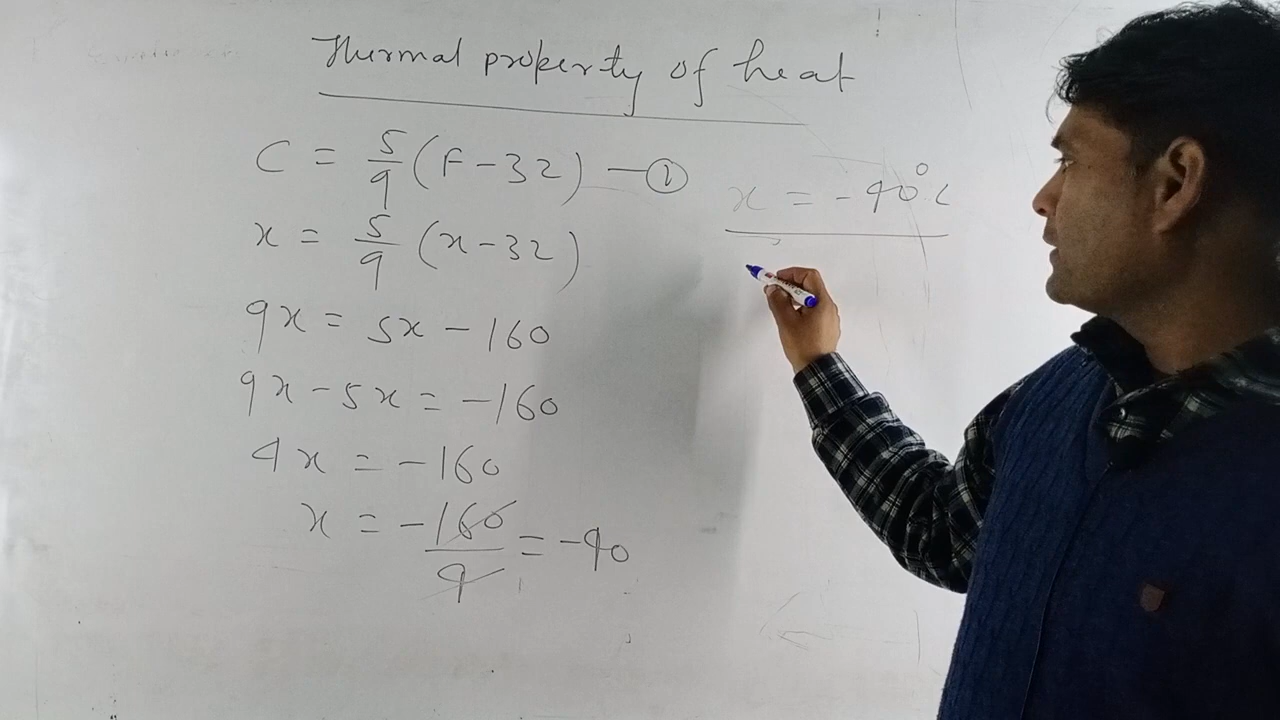 Thermal property of heat
C = 5/9 (F - 32) — ①
x = 5/9 (x - 32)
9x = 5x - 160
9x - 5x = -160
4x = -160
x = -160/4 = -40
x = -40°C